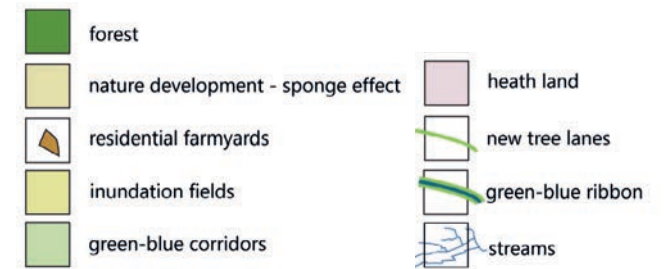 forest
nature development - sponge effect
residential farmyards
inundation fields
green-blue corridors
heath land
new tree lanes
green-blue ribbon
streams